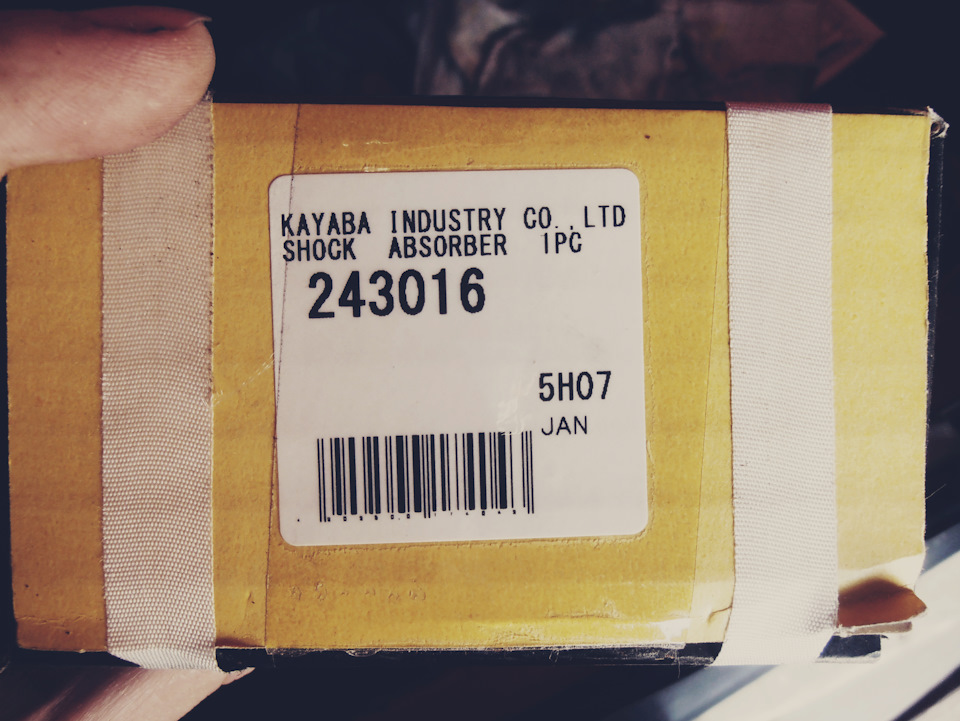 KAYABA INDUSTRY CO.,LTD
SHOCK ABSORBER 1PC
243016
5H07
JAN